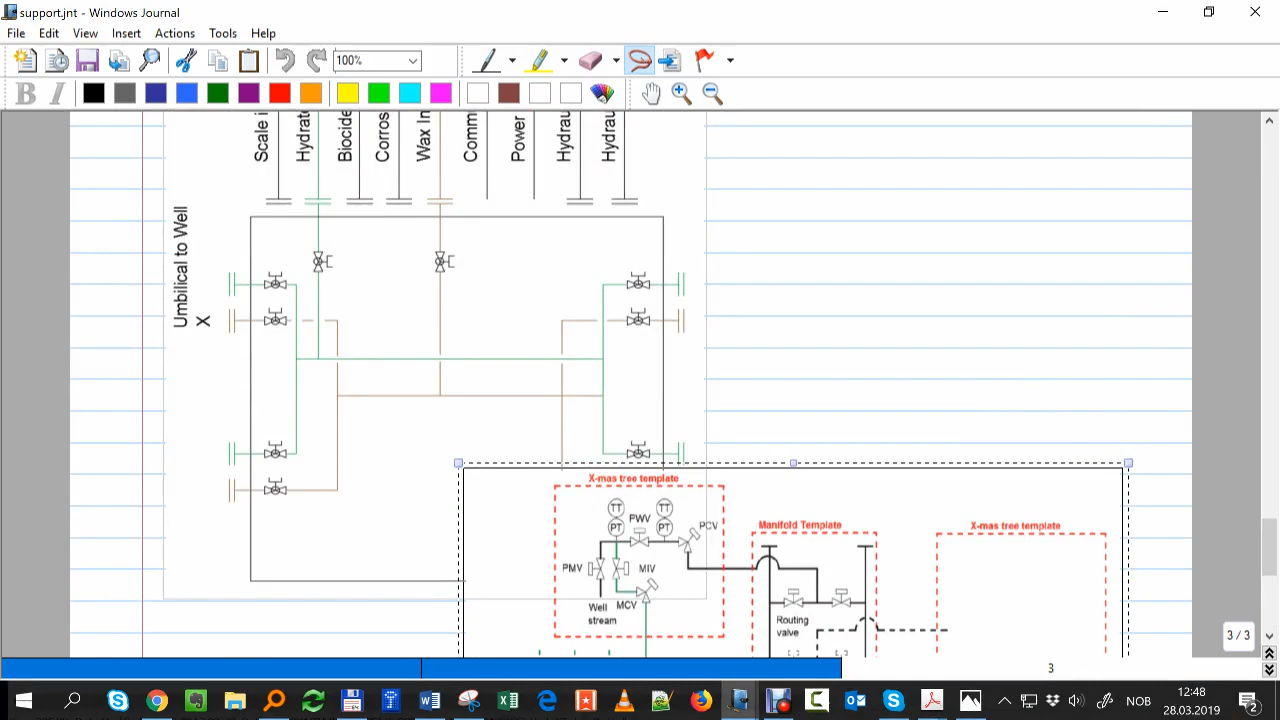 support.jnt - Windows Journal
File Edit View Insert Actions Tools Help
100%
B I
Scale i
Hydrate
Biocide
Corros
Wax In
Comm
Power
Hydrau
Hydrau
Umbilical to Well
X
X-mas tree template
TT TT
PWV
PT PT
PCV
PMV
MIV
MCV
Well
stream
Manifold Template
Routing
valve
X-mas tree template
3 / 3
3
12:48
NOB
28.03.2019
2